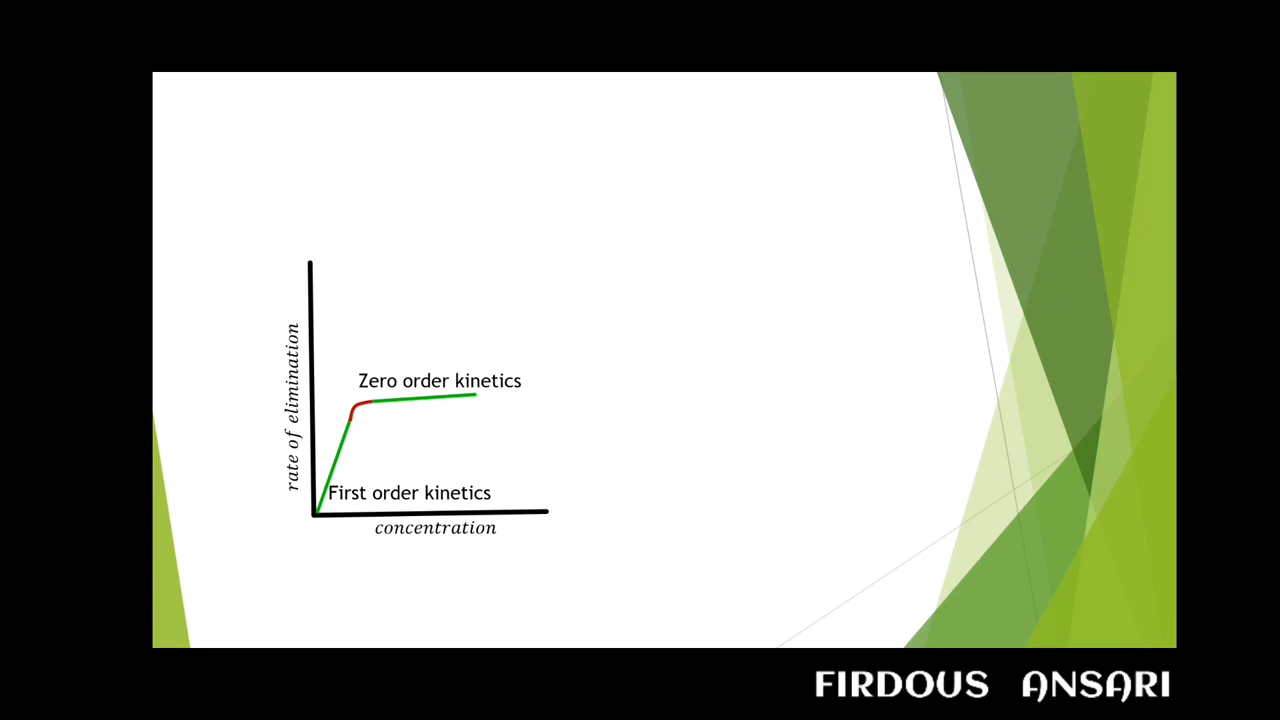 Zero order kinetics
rate of elimination
First order kinetics
concentration
FIRDOUS ANSARI